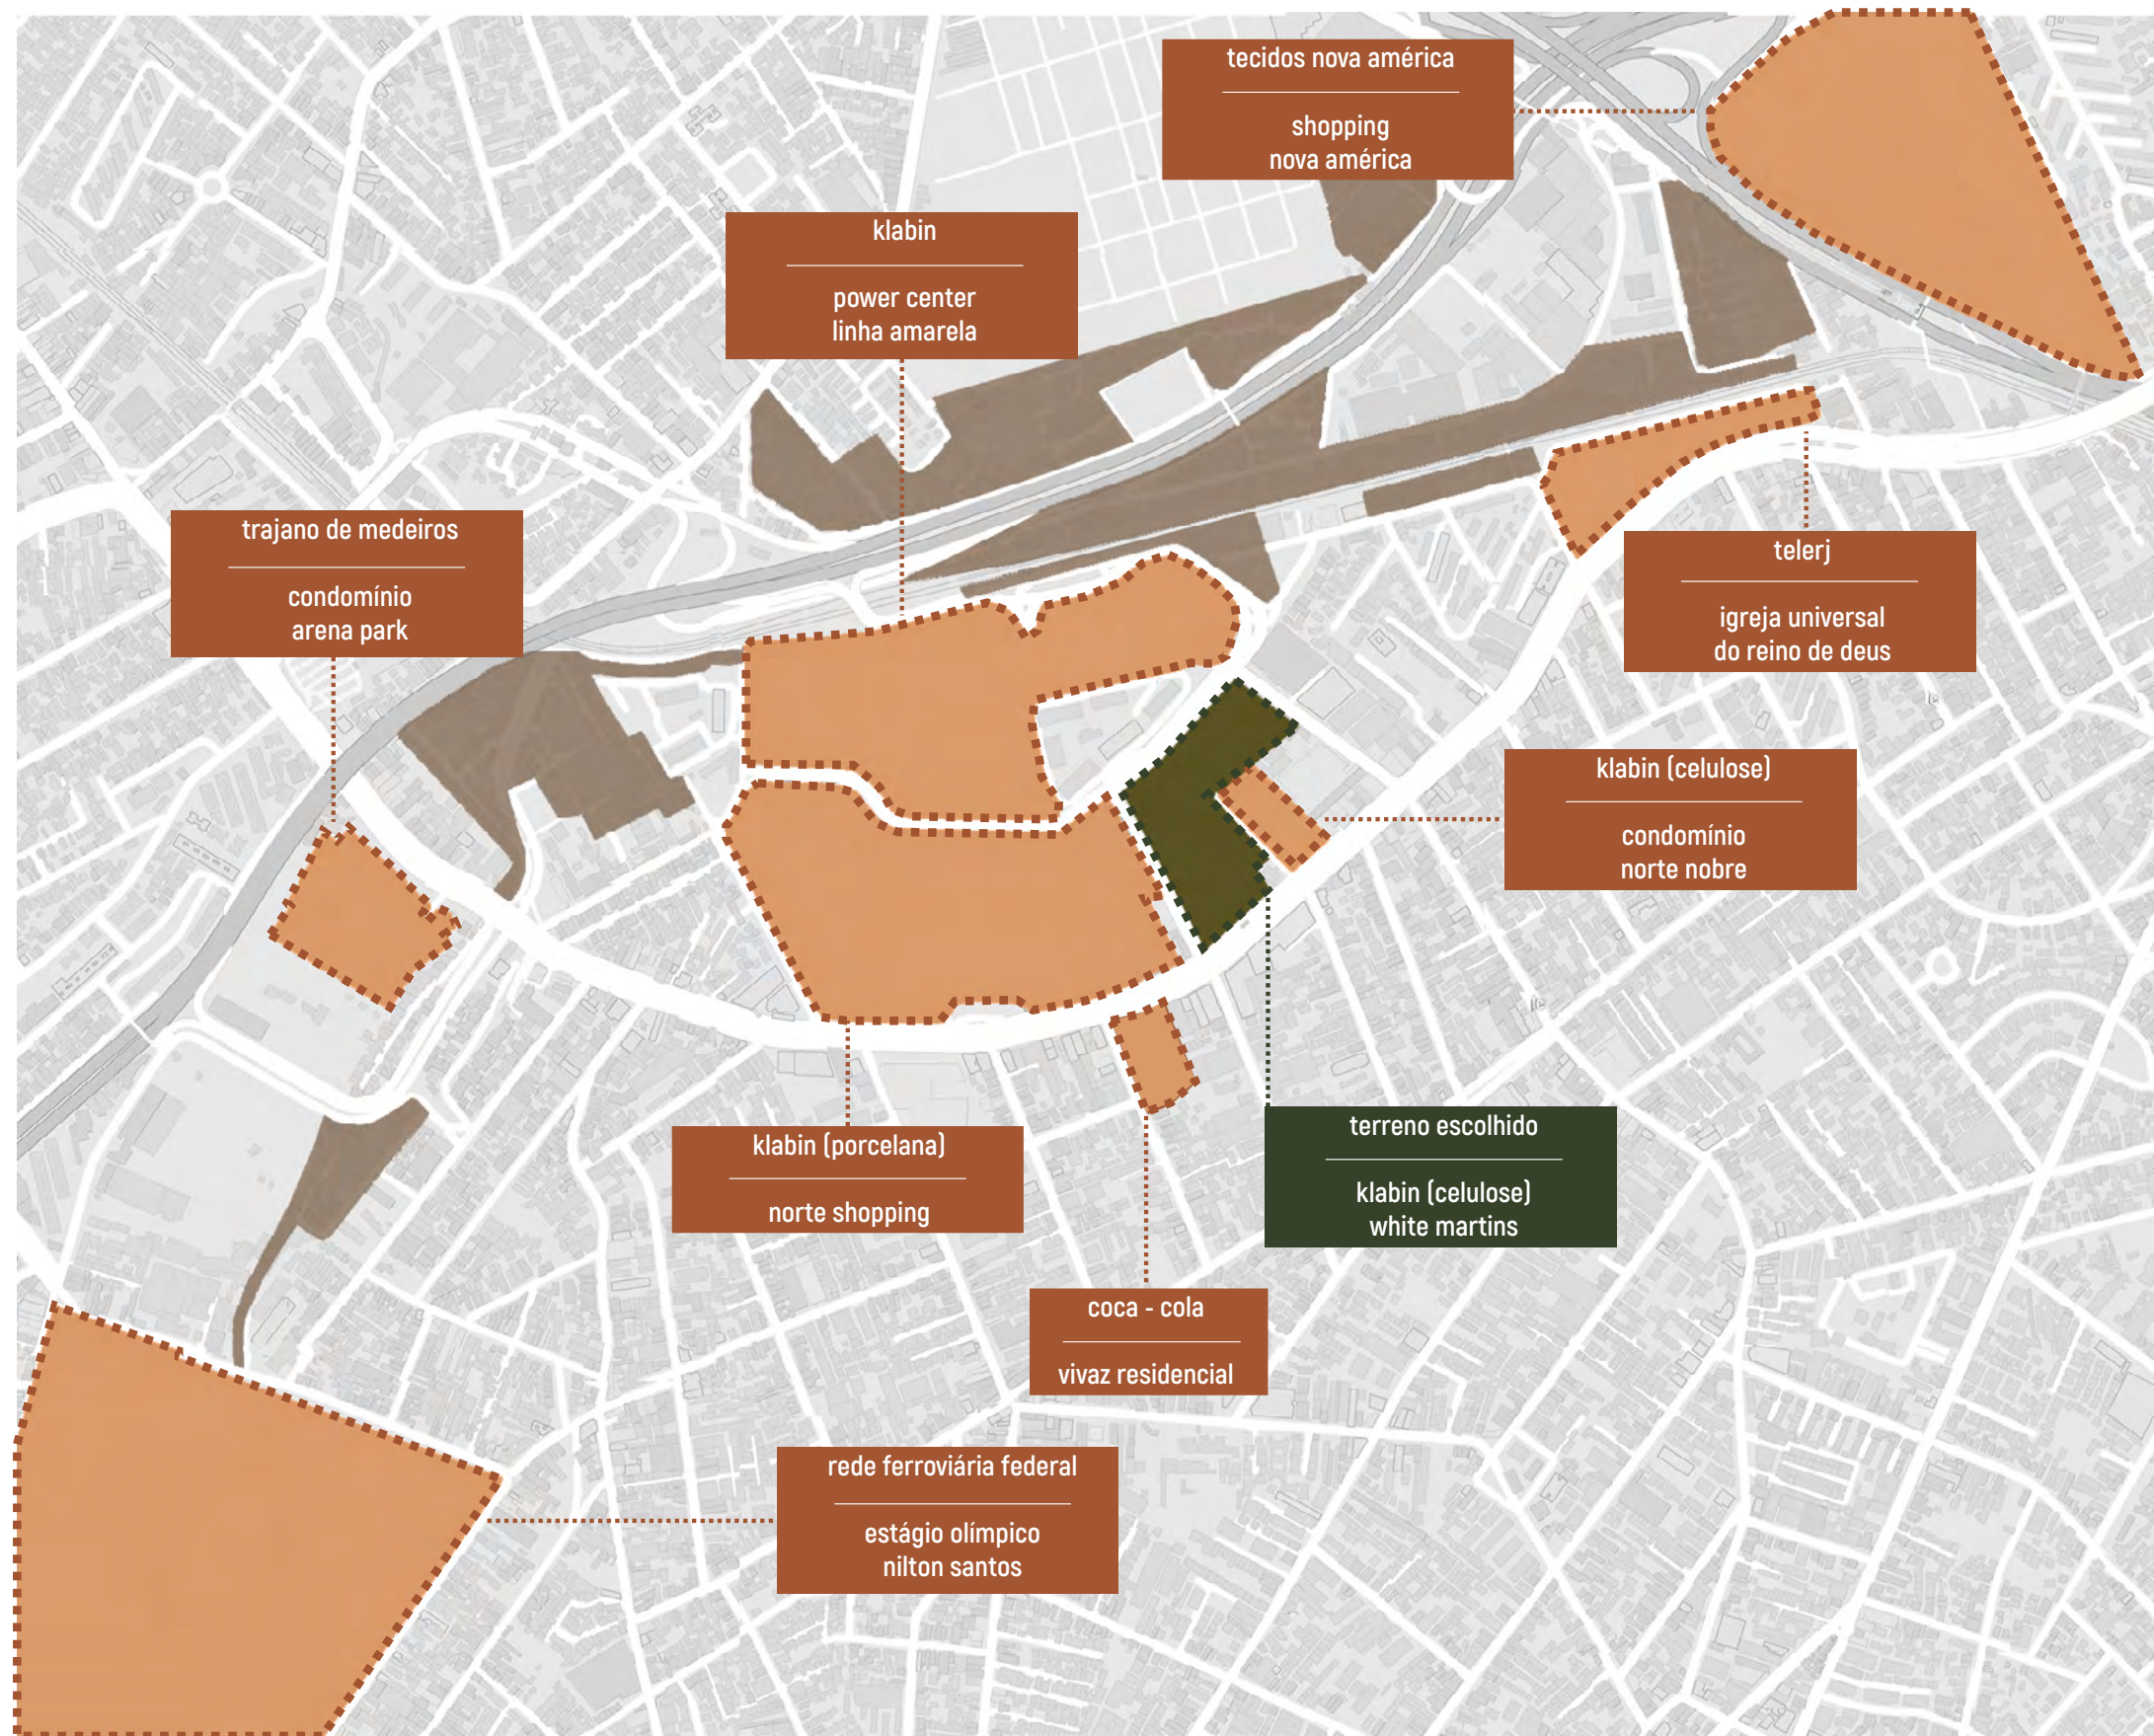 tecidos nova américa
shopping
nova américa
klabin
power center
linha amarela
trajano de medeiros
condomínio
arena park
telerj
igreja universal
do reino de deus
klabin (celulose)
condomínio
norte nobre
klabin (porcelana)
norte shopping
terreno escolhido
klabin (celulose)
white martins
coca - cola
vivaz residencial
rede ferroviária federal
estágio olímpico
nilton santos